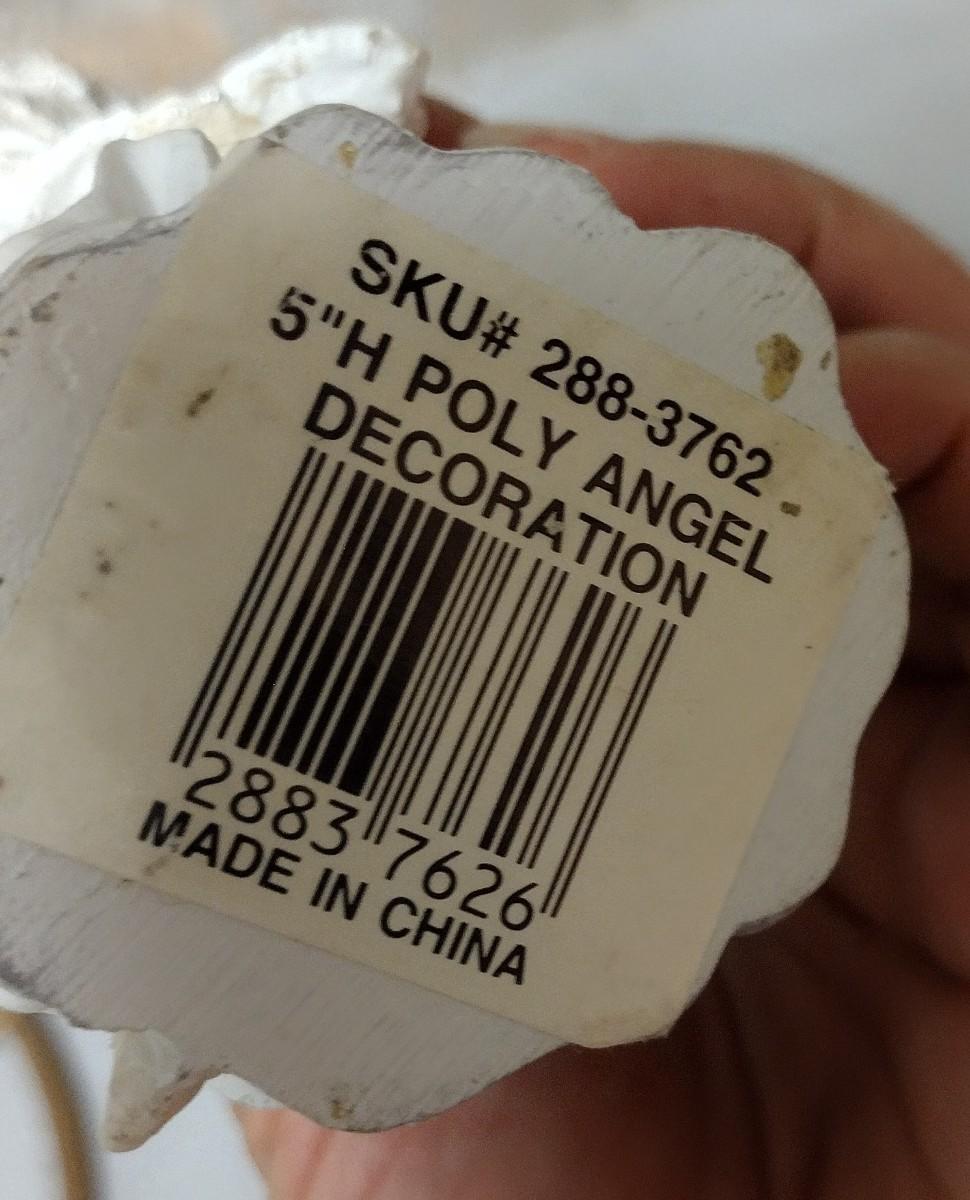 SKU# 288-3762
5"H POLY ANGEL
DECORATION
2883 7626
MADE IN CHINA